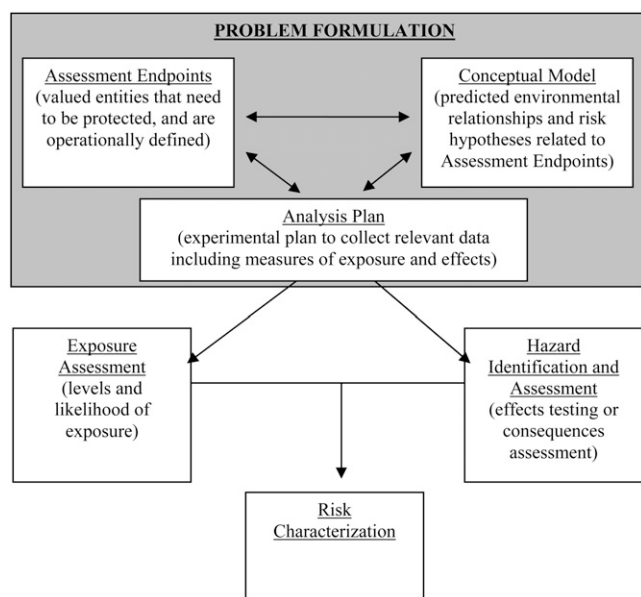 PROBLEM FORMULATION
Assessment Endpoints
(valued entities that need
to be protected, and are
operationally defined)
Conceptual Model
(predicted environmental
relationships and risk
hypotheses related to
Assessment Endpoints)
Analysis Plan
(experimental plan to collect relevant data
including measures of exposure and effects)
Exposure
Assessment
(levels and
likelihood of
exposure)
Hazard
Identification and
Assessment
(effects testing or
consequences
assessment)
Risk
Characterization